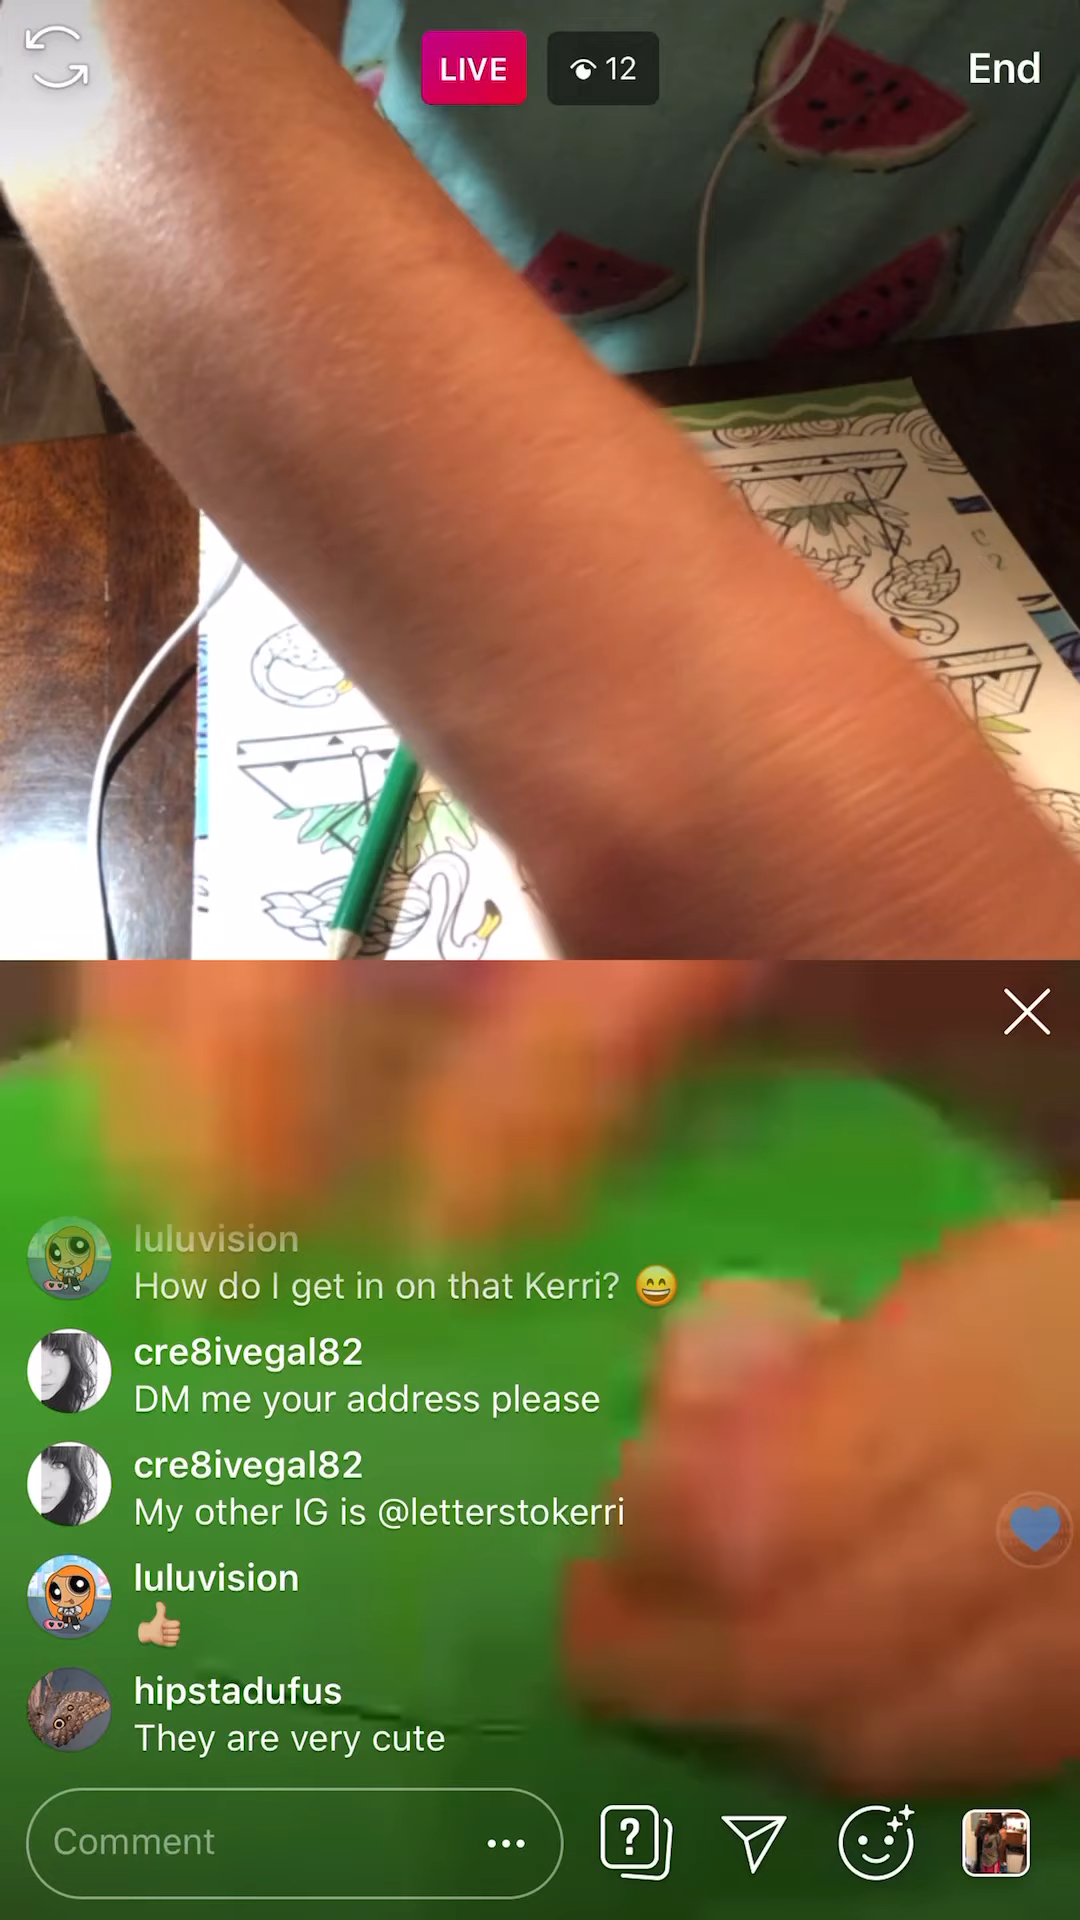 LIVE
12
End
luluvision
How do I get in on that Kerri? 😄
cre8ivegal82
DM me your address please
cre8ivegal82
My other IG is @letterstokerri
luluvision
👍🏼
hipstadufus
They are very cute
Comment